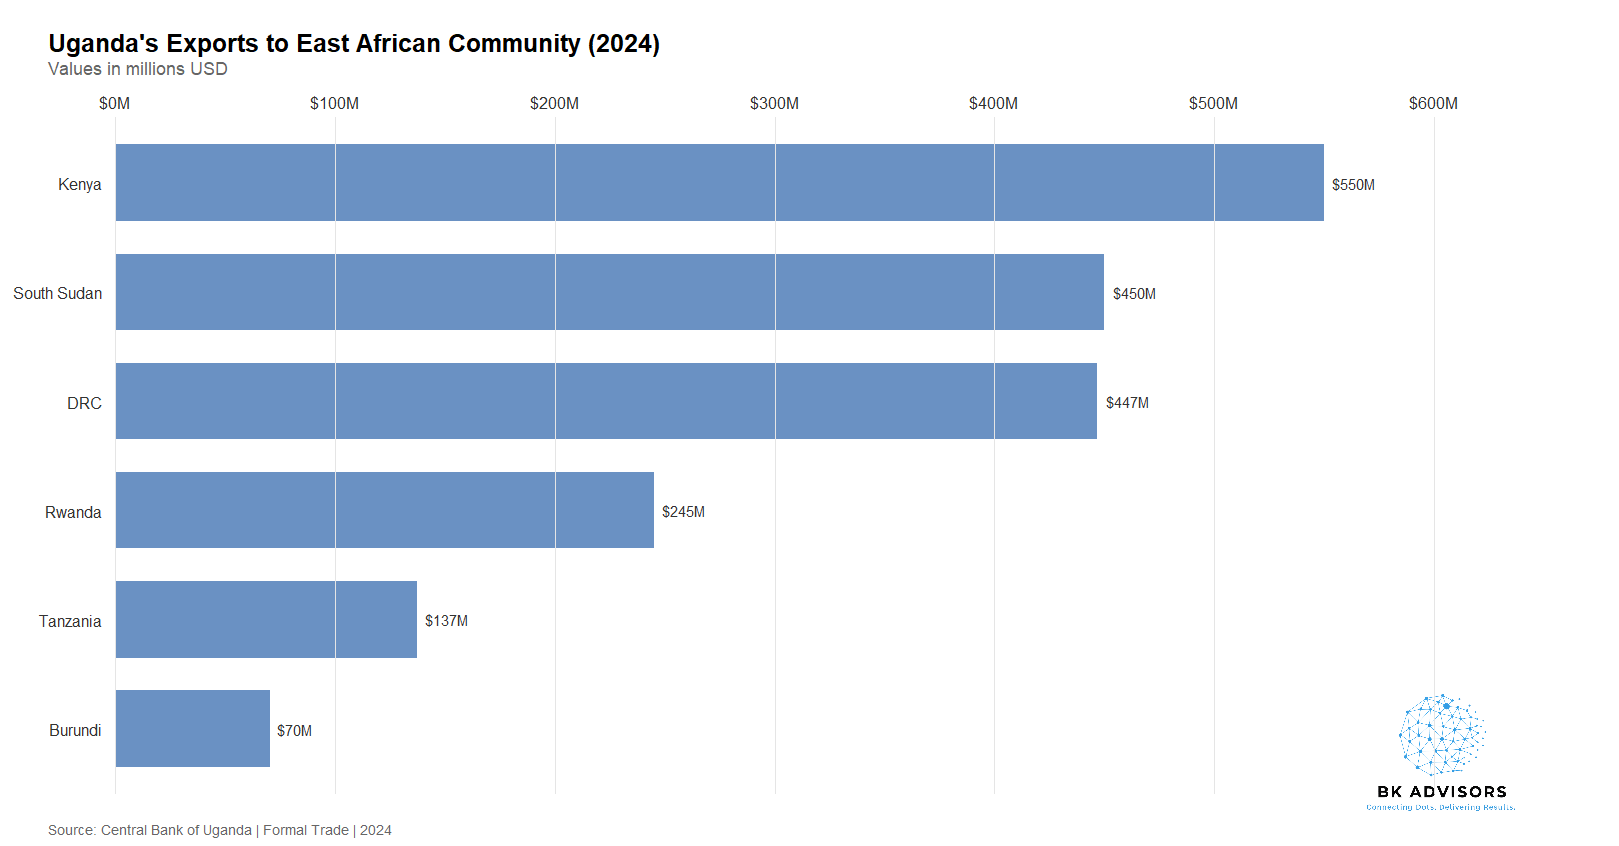 Uganda's Exports to East African Community (2024)
Values in millions USD
$0M $100M $200M $300M $400M $500M $600M
Kenya $550M
South Sudan $450M
DRC $447M
Rwanda $245M
Tanzania $137M
Burundi $70M
BK ADVISORS
Connecting Dots. Delivering Results.
Source: Central Bank of Uganda | Formal Trade | 2024